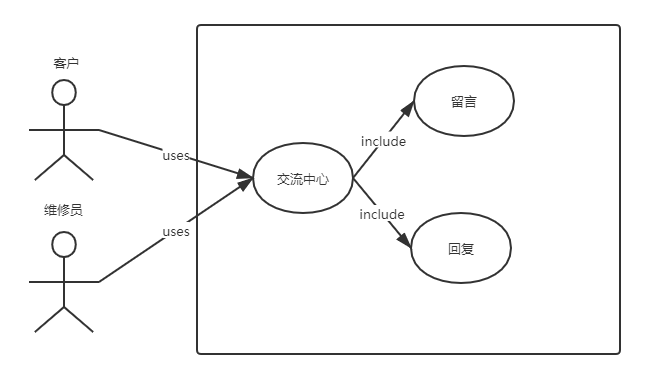 客户
留言
include
uses
交流中心
维修员
include
uses
回复